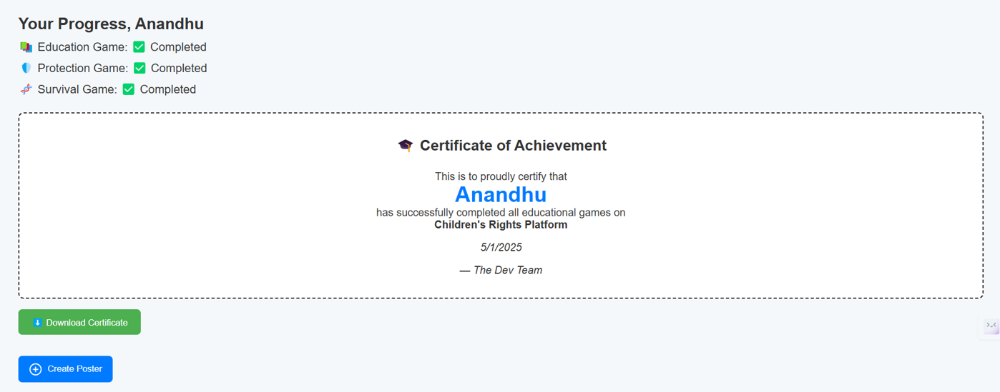 Your Progress, Anandhu
📚 Education Game: ✅ Completed
🛡️ Protection Game: ✅ Completed
🧬 Survival Game: ✅ Completed
🎓 Certificate of Achievement
This is to proudly certify that
Anandhu
has successfully completed all educational games on
Children's Rights Platform
5/1/2025
— The Dev Team
⬇️ Download Certificate
Create Poster